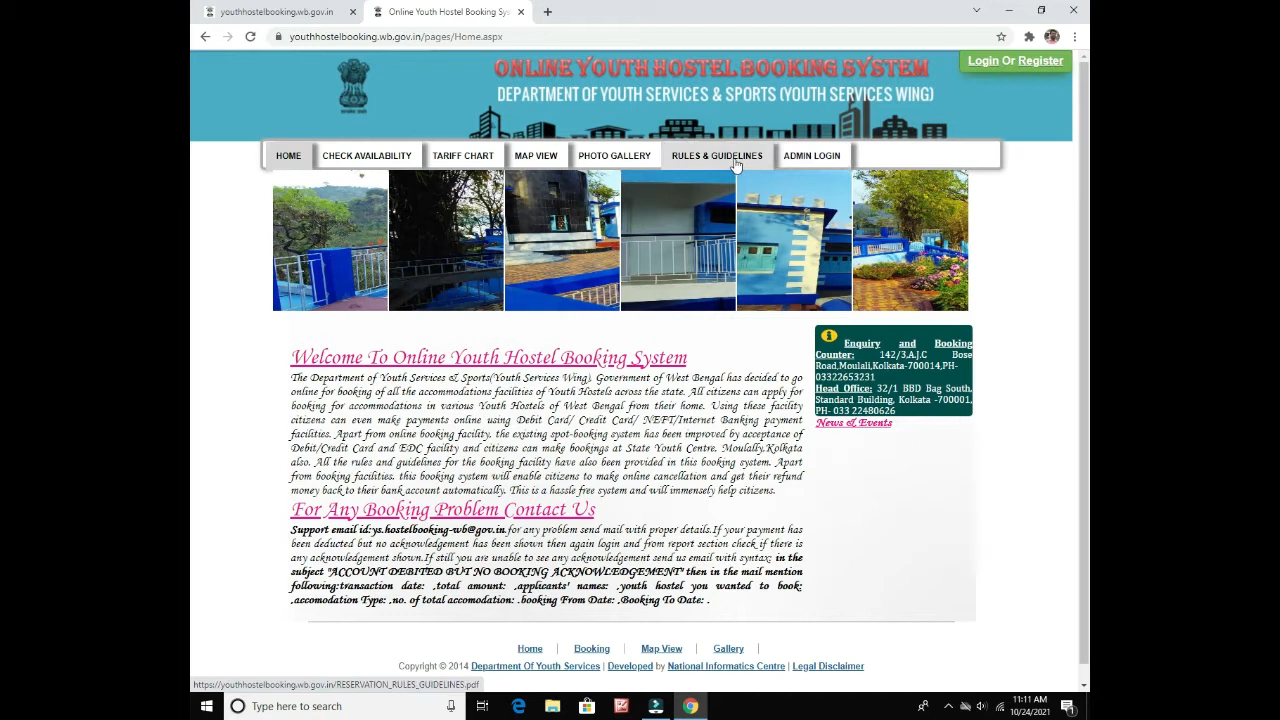 youthhostelbooking.wb.gov.in
Online Youth Hostel Booking Sys
youthhostelbooking.wb.gov.in/pages/Home.aspx
Login Or Register
ONLINE YOUTH HOSTEL BOOKING SYSTEM
DEPARTMENT OF YOUTH SERVICES & SPORTS (YOUTH SERVICES WING)
HOME CHECK AVAILABILITY TARIFF CHART MAP VIEW PHOTO GALLERY RULES & GUIDELINES ADMIN LOGIN
Welcome To Online Youth Hostel Booking System
The Department of Youth Services & Sports(Youth Services Wing), Government of West Bengal has decided to go
online for booking of all the accommodations facilities of Youth Hostels across the state. All citizens can apply for
booking for accommodations in various Youth Hostels of West Bengal from their home. Using these facility
citizens can even make payments online using Debit Card/ Credit Card/ NEFT/Internet Banking payment
facilities. Apart from online booking facility, the existing spot-booking system has been improved by acceptance of
Debit/Credit Card and EDC facility and citizens can make bookings at State Youth Centre, Moulally,Kolkata
also. All the rules and guidelines for the booking facility have also been provided in this booking system. Apart
from booking facilities, this booking system will enable citizens to make online cancellation and get their refund
money back to their bank account automatically. This is a hassle free system and will immensely help citizens.
For Any Booking Problem Contact Us
Support email id:ys.hostelbooking-wb@gov.in.for any problem send mail with proper details.If your payment has
been deducted but no acknowledgement has been shown then again login and from report section check if there is
any acknowledgement shown.If still you are unable to see any acknowledgement send us email with syntax: in the
subject "ACCOUNT DEBITED BUT NO BOOKING ACKNOWLEDGEMENT" then in the mail mention
following:transaction date: ,total amount: ,applicants' names: ,youth hostel you wanted to book:
,accomodation Type: ,no. of total accomodation: ,booking From Date: ,Booking To Date: .
Enquiry and Booking
Counter: 142/3,A.J.C Bose
Road,Moulali,Kolkata-700014,PH-
03322653231
Head Office: 32/1 BBD Bag South,
Standard Building, Kolkata -700001,
PH- 033 22480626
News & Events
Home | Booking | Map View | Gallery |
Copyright © 2014 Department Of Youth Services | Developed by National Informatics Centre | Legal Disclaimer
https://youthhostelbooking.wb.gov.in/RESERVATION_RULES_GUIDELINES.pdf
Type here to search
11:11 AM
10/24/2021
1